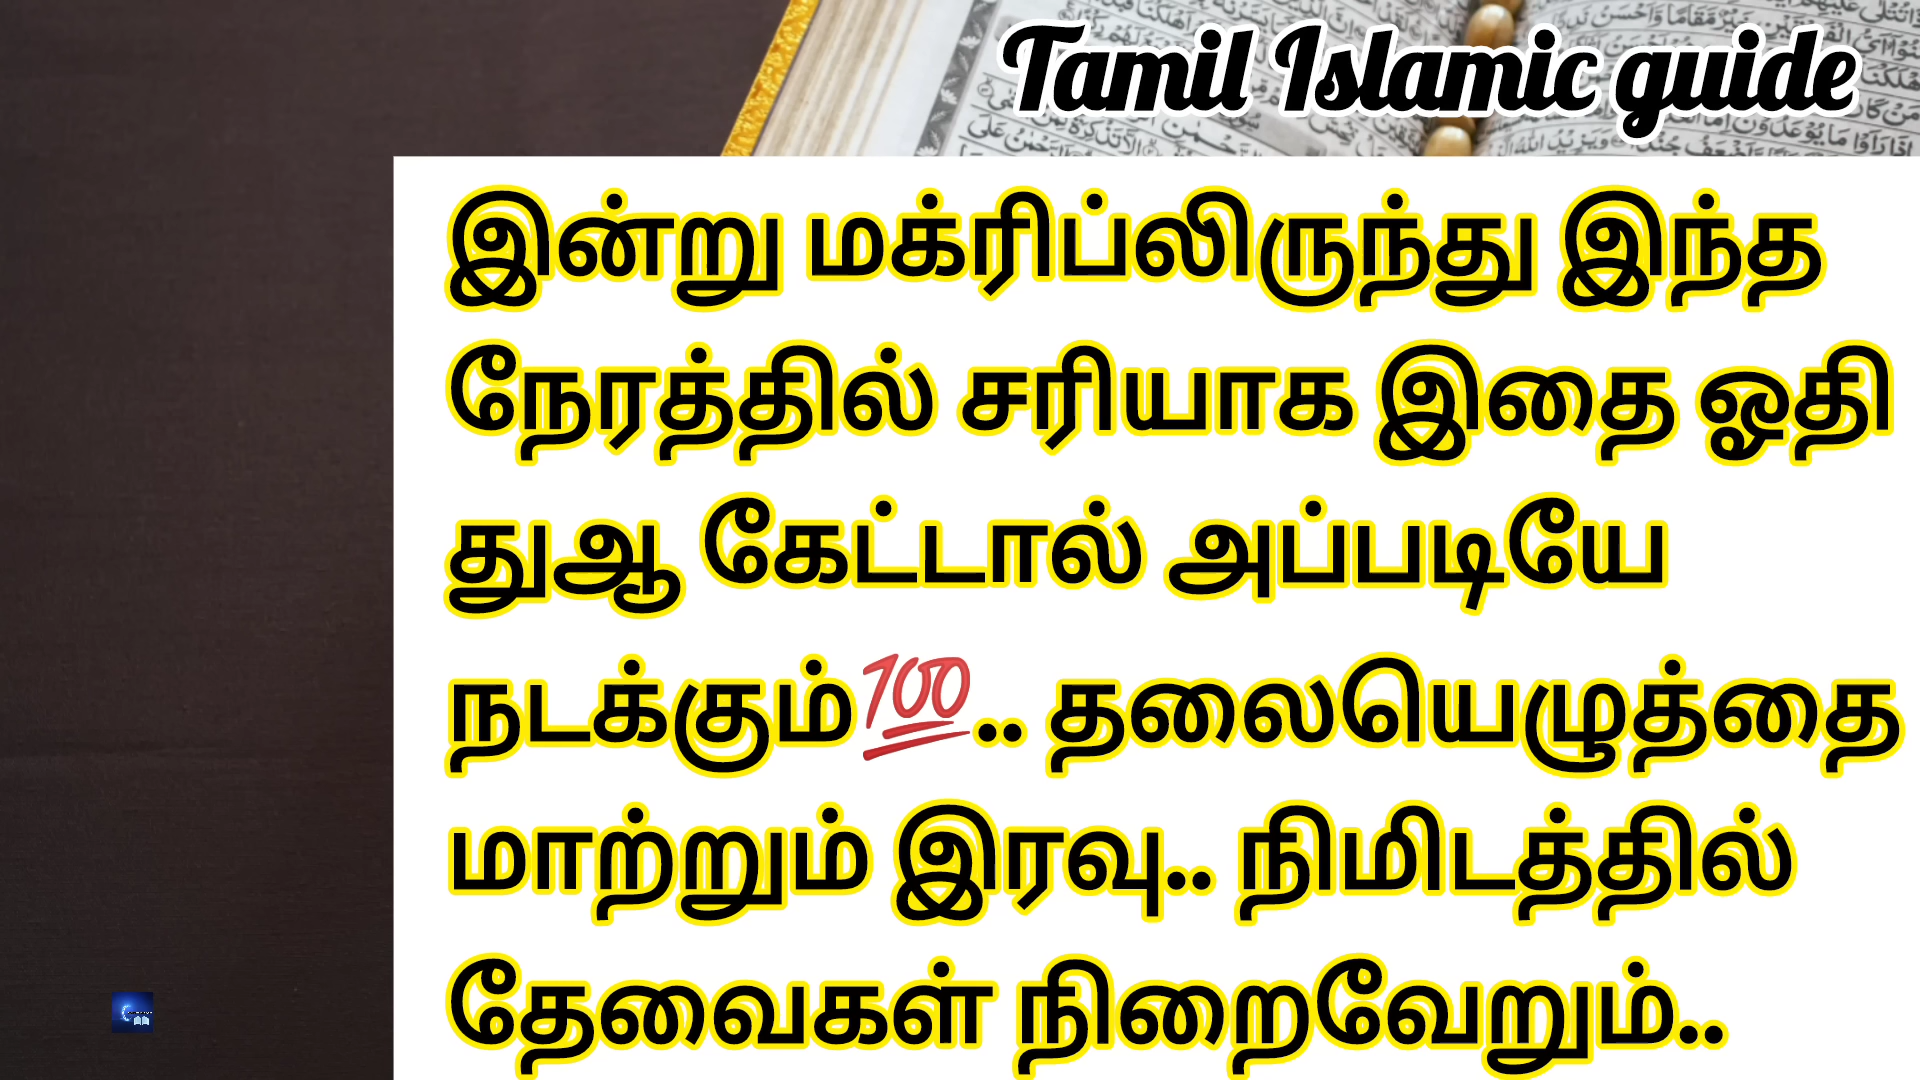 Tamil Islamic guide
இன்று மக்ரிப்லிருந்து இந்த
நேரத்தில் சரியாக இதை ஓதி
துஆ கேட்டால் அப்படியே
நடக்கும்💯.. தலையெழுத்தை
மாற்றும் இரவு.. நிமிடத்தில்
தேவைகள் நிறைவேறும்..